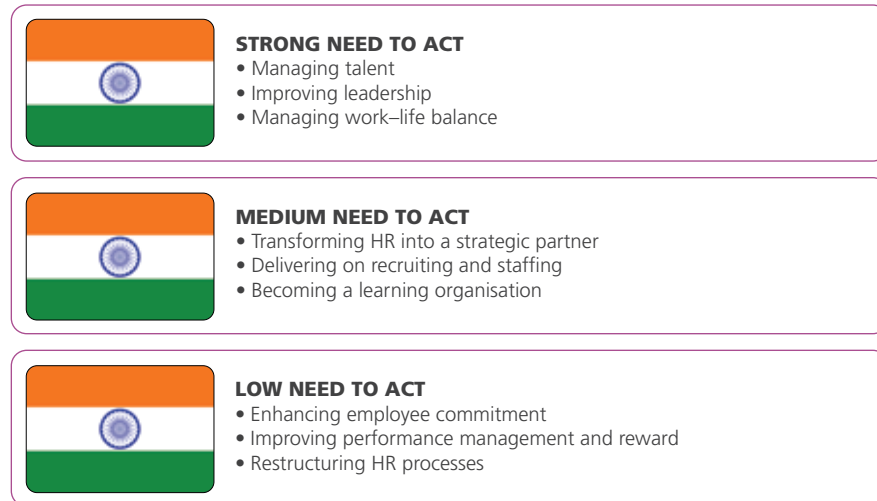 STRONG NEED TO ACT
• Managing talent
• Improving leadership
• Managing work–life balance
MEDIUM NEED TO ACT
• Transforming HR into a strategic partner
• Delivering on recruiting and staffing
• Becoming a learning organisation
LOW NEED TO ACT
• Enhancing employee commitment
• Improving performance management and reward
• Restructuring HR processes